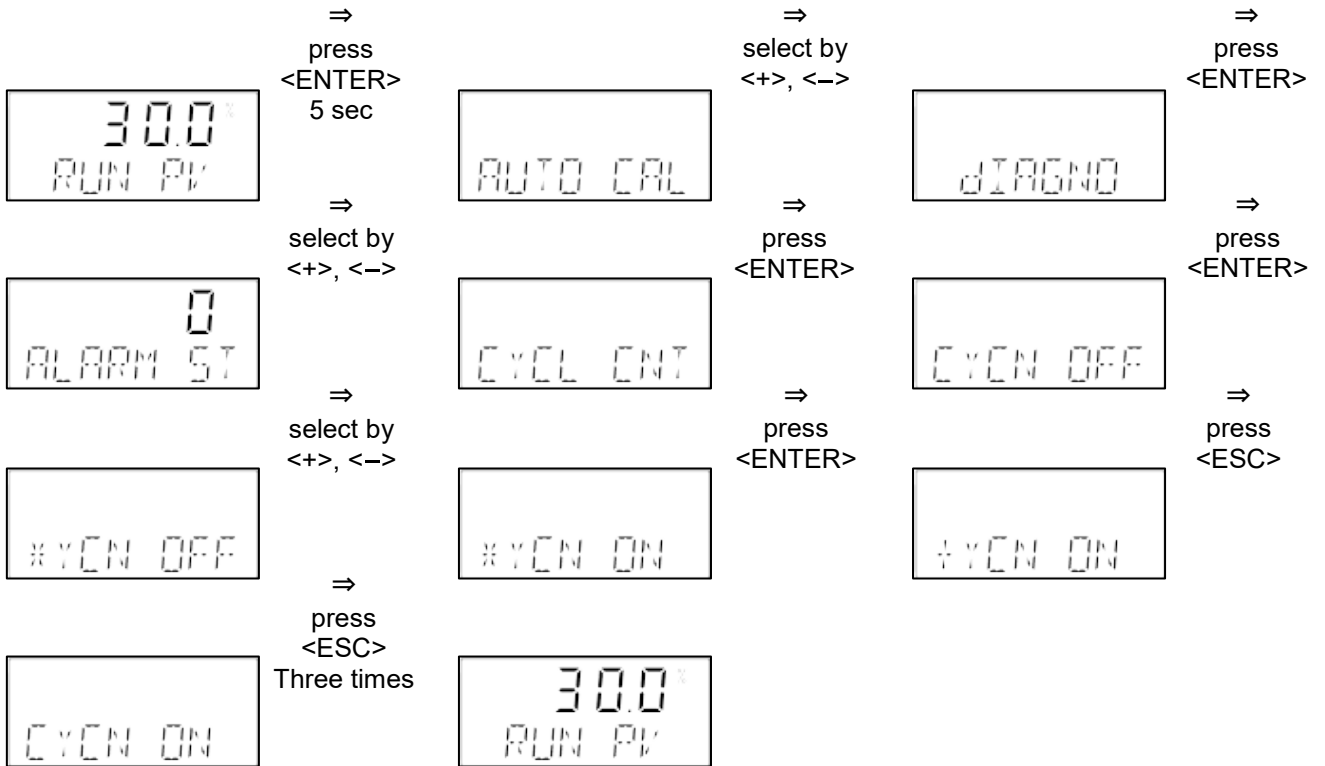 ⇒
press
<ENTER>
5 sec
30.0 %
RUN PV
⇒
select by
<+>, <–>
AUTO CAL
⇒
press
<ENTER>
dIAGNO
⇒
select by
<+>, <–>
0
ALARM ST
⇒
press
<ENTER>
CYCL CNT
⇒
press
<ENTER>
CYCN OFF
⇒
select by
<+>, <–>
*YCN OFF
⇒
press
<ENTER>
*YCN ON
⇒
press
<ESC>
+YCN ON
⇒
press
<ESC>
Three times
CYCN ON
30.0 %
RUN PV